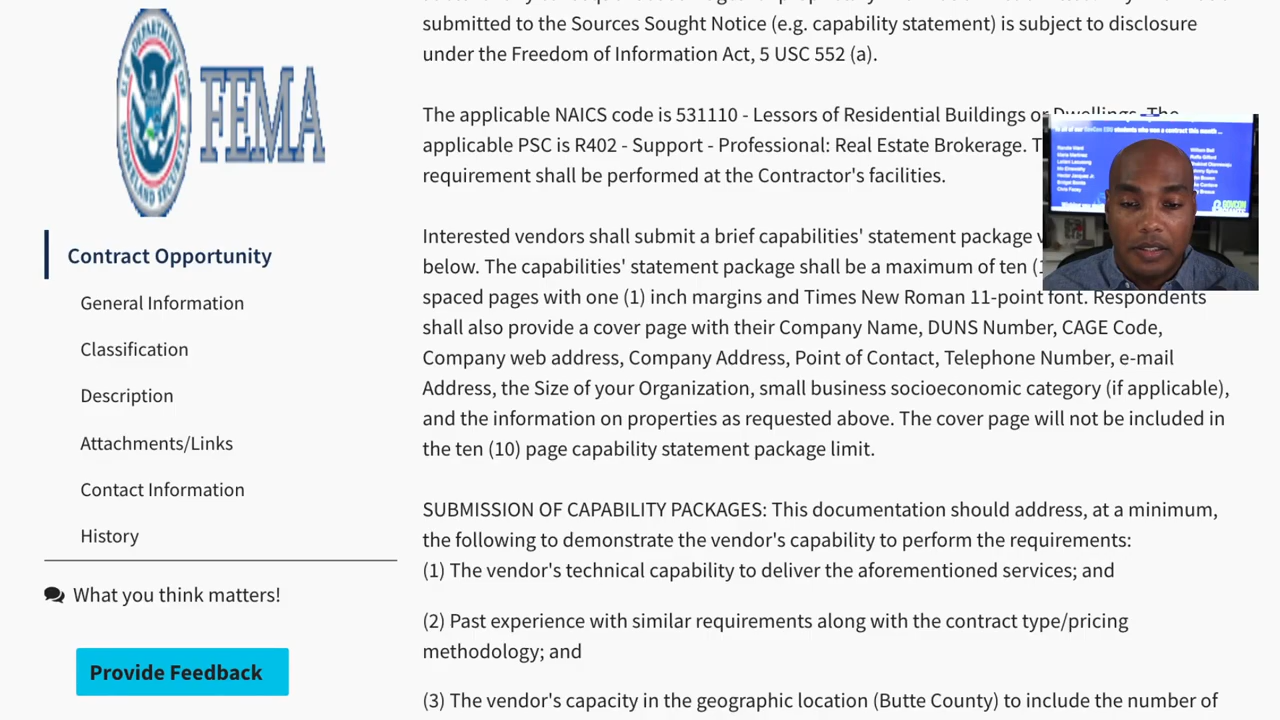 submitted to the Sources Sought Notice (e.g. capability statement) is subject to disclosure
under the Freedom of Information Act, 5 USC 552 (a).
The applicable NAICS code is 531110 - Lessors of Residential Buildings or Dwellings. The
applicable PSC is R402 - Support - Professional: Real Estate Brokerage. T
requirement shall be performed at the Contractor's facilities.
Interested vendors shall submit a brief capabilities' statement package
below. The capabilities' statement package shall be a maximum of ten
spaced pages with one (1) inch margins and Times New Roman 11-point font. Respondents
shall also provide a cover page with their Company Name, DUNS Number, CAGE Code,
Company web address, Company Address, Point of Contact, Telephone Number, e-mail
Address, the Size of your Organization, small business socioeconomic category (if applicable),
and the information on properties as requested above. The cover page will not be included in
the ten (10) page capability statement package limit.
SUBMISSION OF CAPABILITY PACKAGES: This documentation should address, at a minimum,
the following to demonstrate the vendor's capability to perform the requirements:
(1) The vendor's technical capability to deliver the aforementioned services; and
(2) Past experience with similar requirements along with the contract type/pricing
methodology; and
(3) The vendor's capacity in the geographic location (Butte County) to include the number of
FEMA
Contract Opportunity
General Information
Classification
Description
Attachments/Links
Contact Information
History
What you think matters!
Provide Feedback
students who won a contract this month ...
GOVCON